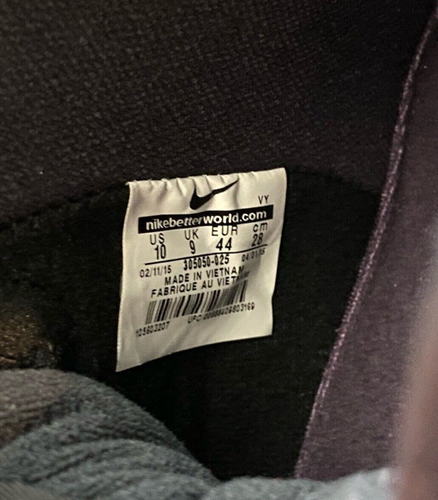 VY
nikebetterworld.com
US UK EUR cm
10 9 44 28
02/11/15 305050-025 04/01/15
MADE IN VIETNAM
FABRIQUE AU VIETNAM
UPC: